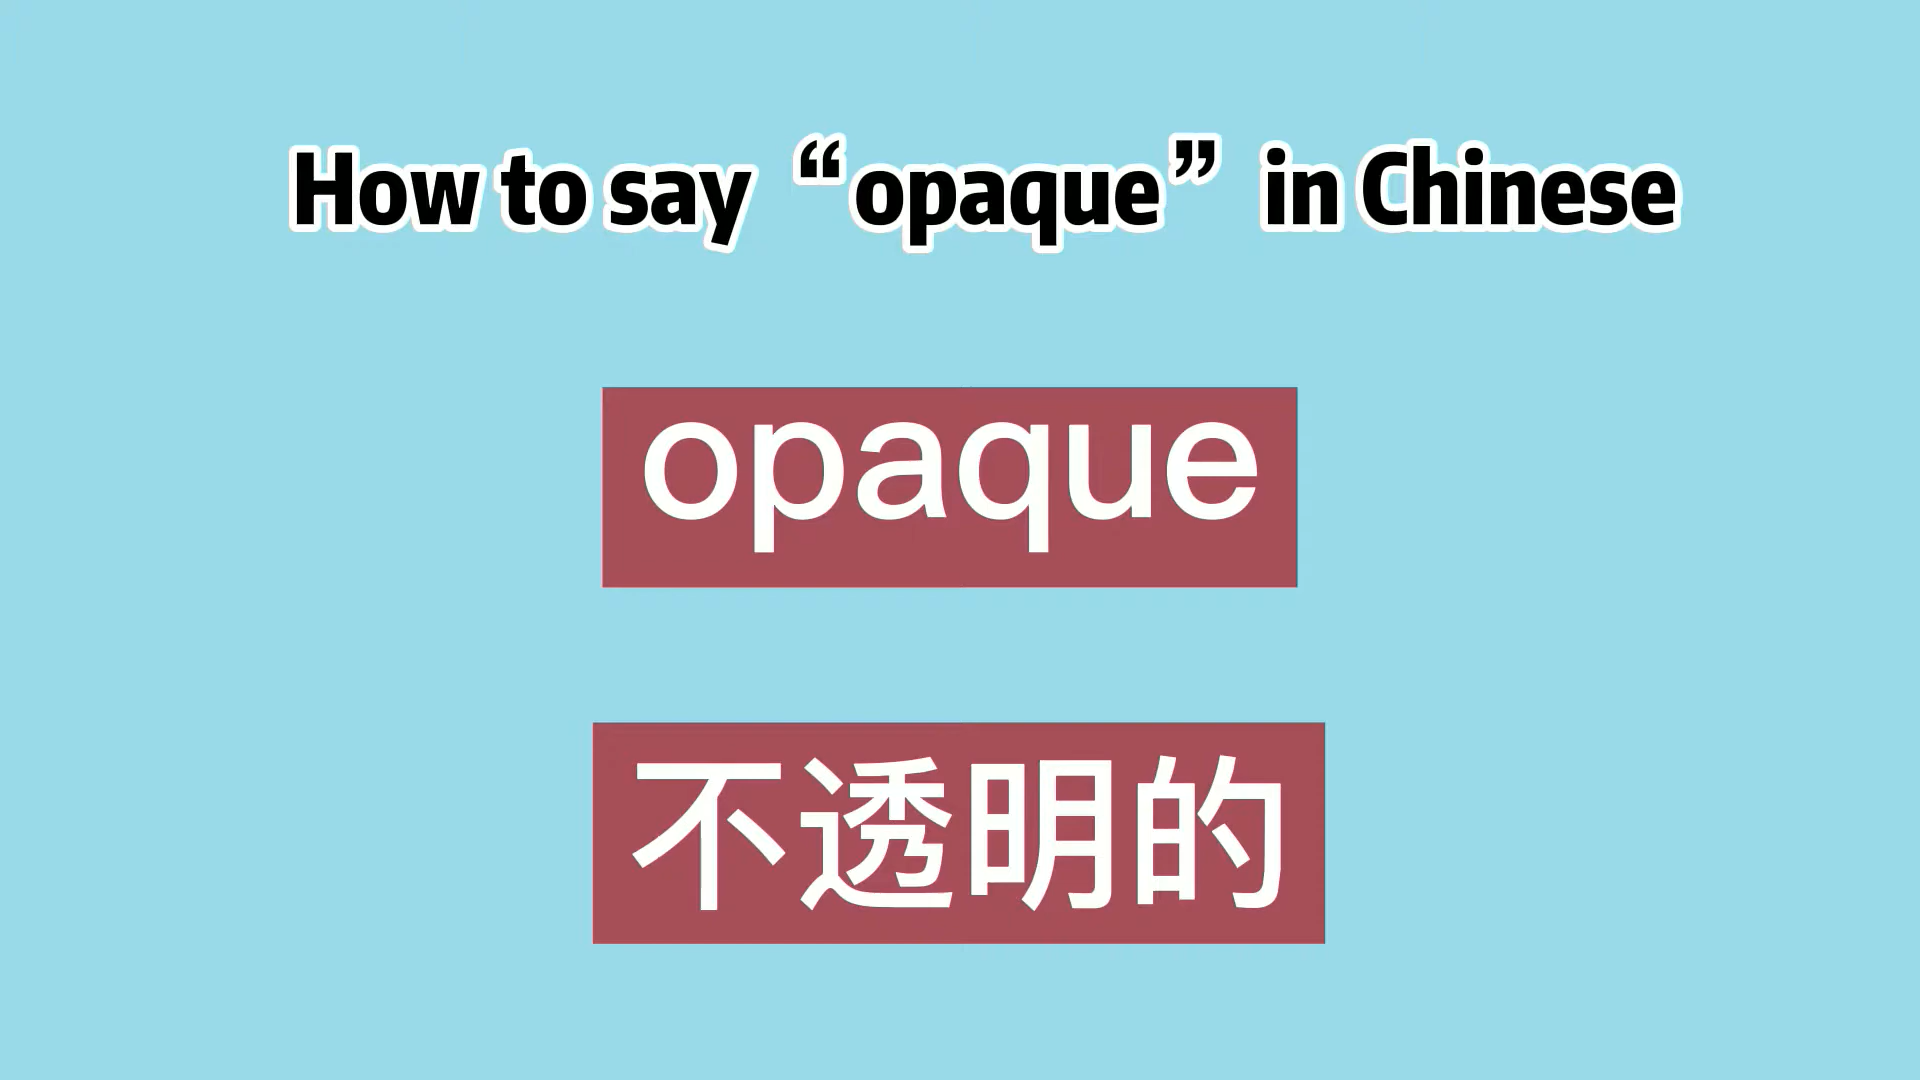 How to say “opaque” in Chinese
opaque
不透明的